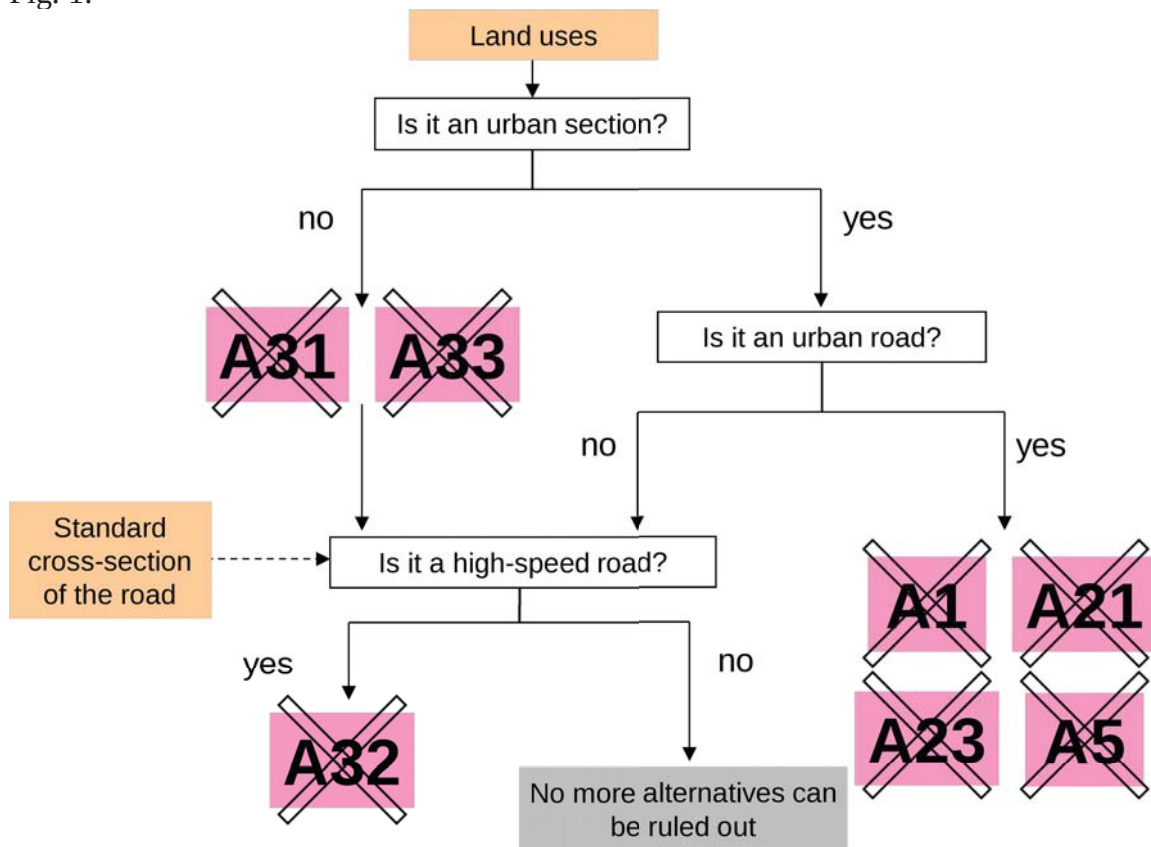 Fig. 1.
Land uses
Is it an urban section?
no
yes
A31
A33
Is it an urban road?
no
yes
Standard
cross-section
of the road
Is it a high-speed road?
A1
A21
yes
no
A32
A23
A5
No more alternatives can
be ruled out